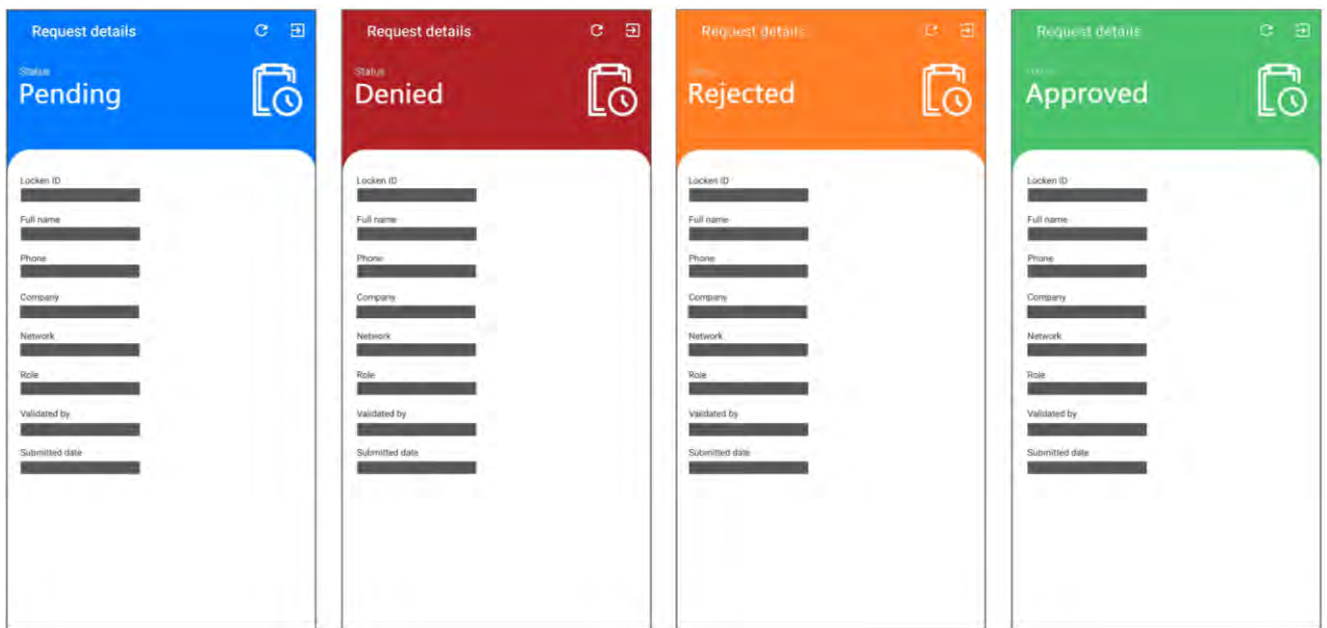 Request details
Status
Pending
Locken ID
Full name
Phone
Company
Network
Role
Validated by
Submitted date
Request details
Status
Denied
Locken ID
Full name
Phone
Company
Network
Role
Validated by
Submitted date
Request details
Rejected
Locken ID
Full name
Phone
Company
Network
Role
Validated by
Submitted date
Request details
Approved
Locken ID
Full name
Phone
Company
Network
Role
Validated by
Submitted date